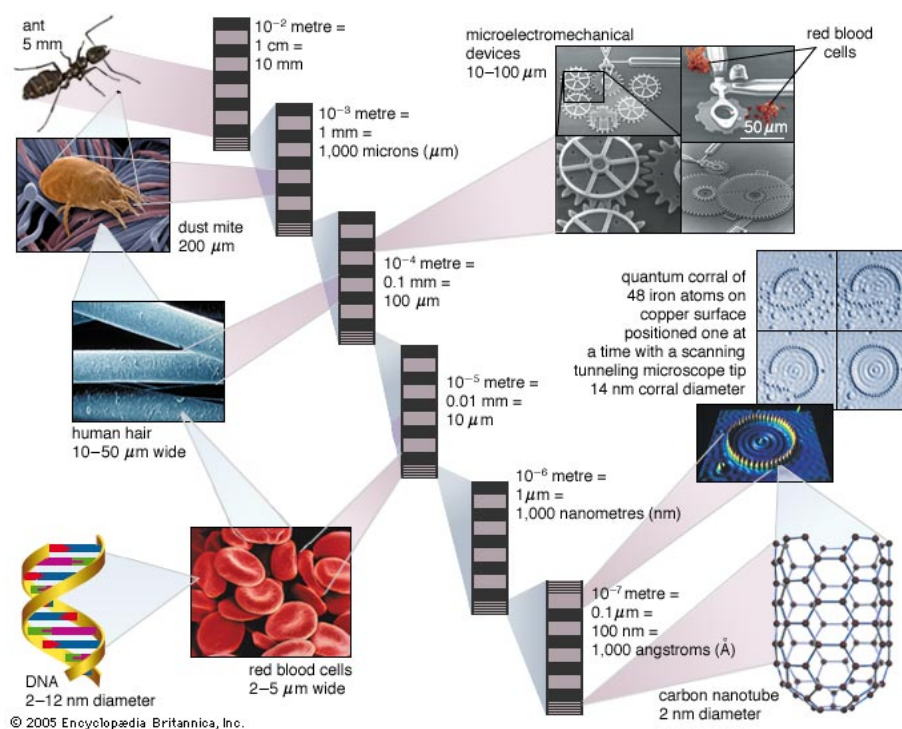 ant
5 mm
10⁻² metre =
1 cm =
10 mm
microelectromechanical
devices
10–100 μm
red blood
cells
50 μm
10⁻³ metre =
1 mm =
1,000 microns (μm)
dust mite
200 μm
10⁻⁴ metre =
0.1 mm =
100 μm
quantum corral of
48 iron atoms on
copper surface
positioned one at
a time with a scanning
tunneling microscope tip
14 nm corral diameter
human hair
10–50 μm wide
10⁻⁵ metre =
0.01 mm =
10 μm
10⁻⁶ metre =
1 μm =
1,000 nanometres (nm)
10⁻⁷ metre =
0.1 μm =
100 nm =
1,000 angstroms (Å)
DNA
2–12 nm diameter
red blood cells
2–5 μm wide
carbon nanotube
2 nm diameter
© 2005 Encyclopædia Britannica, Inc.